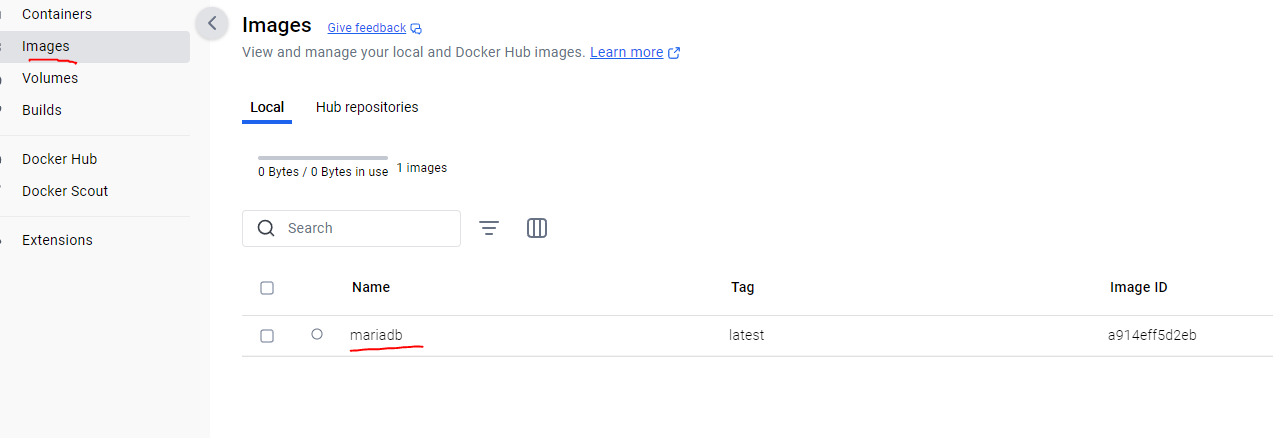 Containers
Images
Volumes
Builds
Docker Hub
Docker Scout
Extensions
Images Give feedback
View and manage your local and Docker Hub images. Learn more
Local Hub repositories
0 Bytes / 0 Bytes in use 1 images
Search
Name Tag Image ID
mariadb latest a914eff5d2eb